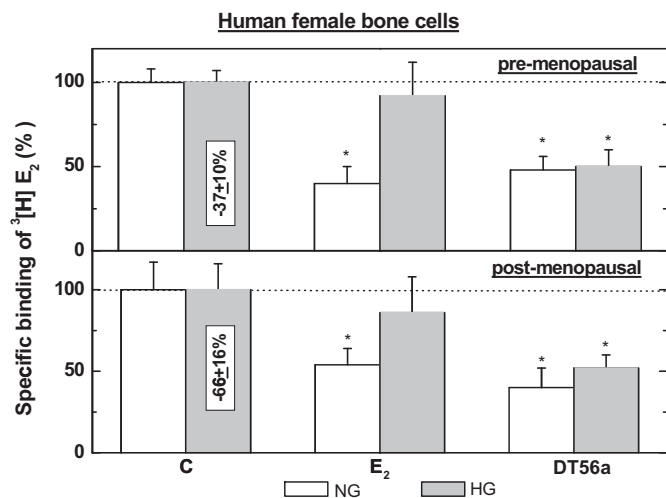 Human female bone cells
Specific binding of ³[H] E₂ (%)
pre-menopausal
100
50
0
-37±10%
*
*
*
post-menopausal
100
50
0
-66±16%
*
*
*
C E₂ DT56a
NG HG